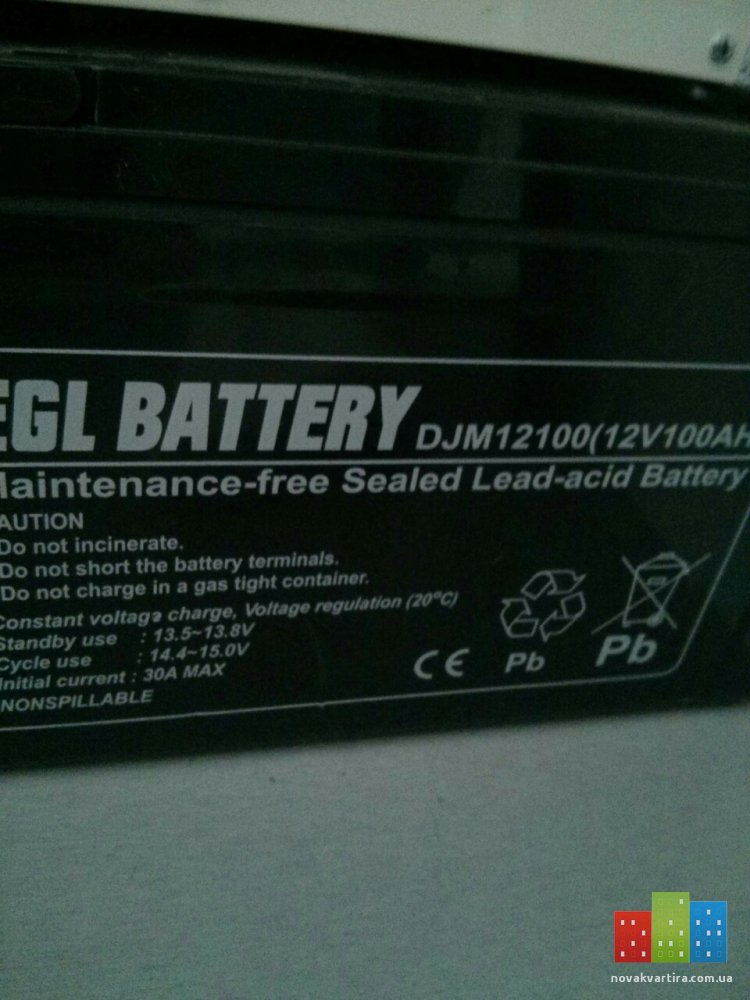 EGL BATTERY DJM12100(12V100AH
Maintenance-free Sealed Lead-acid Battery
AUTION
Do not incinerate.
Do not short the battery terminals.
Do not charge in a gas tight container.
Constant voltage charge, Voltage regulation (20ºC)
Standby use : 13.5~13.8V
Cycle use : 14.4~15.0V
Initial current : 30A MAX
NONSPILLABLE
CE Pb Pb
novakvartira.com.ua